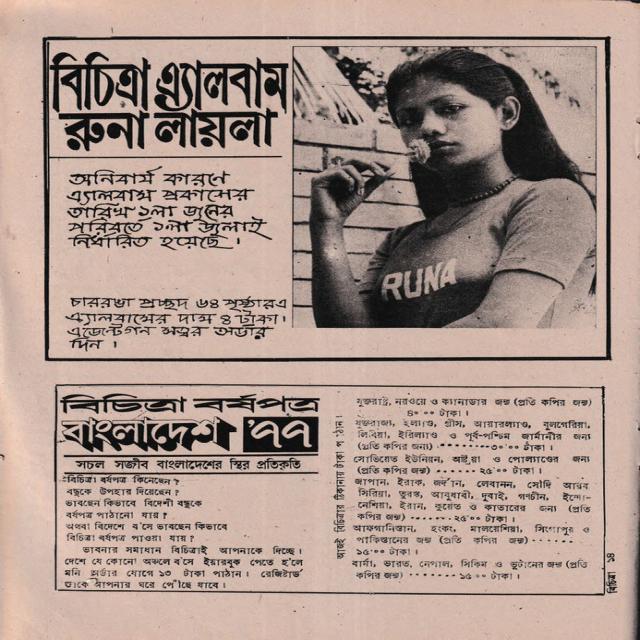 বিচিত্রা এ্যালবাম
রুনা লায়লা
অনিবার্য কারণে
এ্যালবাম প্রকাশের
তারিখ ১লা জুনের
পরিবর্তে ১লা জুলাই
নির্ধারিত হয়েছে।
চাররঙা প্রচ্ছদ ৬৪ পৃষ্ঠার এ
এ্যালবামের দাম ৪ টাকা।
এজেন্টগন সত্বর অর্ডার
দিন।
RUNA
বিচিত্রা বর্ষপত্র
বাংলাদেশ '৭৭
সচল সজীব বাংলাদেশের স্থির প্রতিকৃতি
বিচিত্রা বর্ষপত্র কিনেছেন?
বন্ধুকে উপহার দিয়েছেন?
ভাবছেন কিভাবে বিদেশী বন্ধুকে
বর্ষপত্র পাঠানো যায়?
অথবা বিদেশে ব'সে ভাবছেন কিভাবে
বিচিত্রা বর্ষপত্র পাওয়া যায়?
ভাবনার সমাধান বিচিত্রাই আপনাকে দিচ্ছে।
দেশে যে কোনো অঞ্চলে ব'সে ইয়ারবুক পেতে হ'লে
মনি অর্ডার যোগে ১৩ টাকা পাঠান। রেজিষ্টার্ড
ডাকে আপনার ঘরে পৌছে যাবে।
আজই বিচিত্রার ঠিকানায় টাকা পাঠান।
যুক্তরাষ্ট্র, নরওয়ে ও ক্যানাডার জন্য (প্রতি কপির জন্য)
৪০'০০ টাকা।
যুক্তরাজ্য, হল্যাণ্ড, গ্রীস, আয়ারল্যাণ্ড, বুলগেরিয়া,
লিবিয়া, ও পূর্ব-পশ্চিম জার্মানীর জন্য
(প্রতি কপির জন্য) ৩০'০০ টাকা।
সোভিয়েত ইউনিয়ন, অষ্ট্রিয়া ও পোল্যাণ্ডের জন্য
(প্রতি কপির জন্য) ২৫'০০ টাকা।
জাপান, ইরাক, জর্দান, লেবানন, সৌদি আরব
সিরিয়া, তুরস্ক, আবুধাবী, দুবাই, গণচীন, ইন্দো-
নেশিয়া, ইরান, কুয়েত ও কাতারের জন্য (প্রতি
কপির জন্য) ২০'০০ টাকা।
আফগানিস্তান, হংকং, মালয়েশিয়া, সিংগাপুর ও
পাকিস্তানের জন্য (প্রতি কপির জন্য)
১৫'০০ টাকা।
বার্মা, ভারত, নেপাল, সিকিম ও ভুটানের জন্য (প্রতি
কপির জন্য) ১৫'০০ টাকা।
বিচিত্রা ১৪